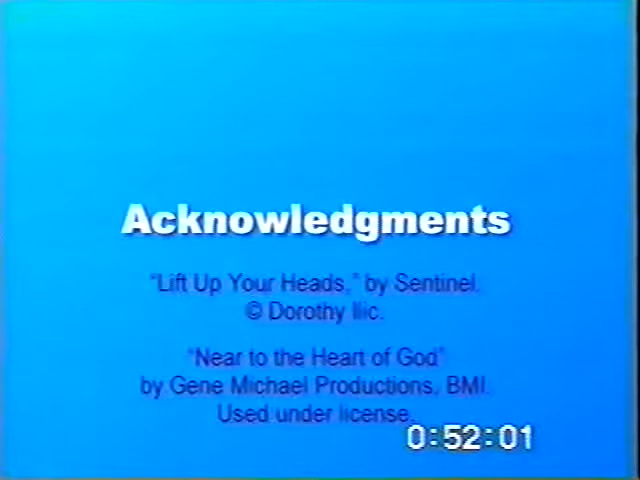 Acknowledgments
"Lift Up Your Heads," by Sentinel.
© Dorothy Ilic.
"Near to the Heart of God"
by Gene Michael Productions, BMI.
Used under license.
0:52:01